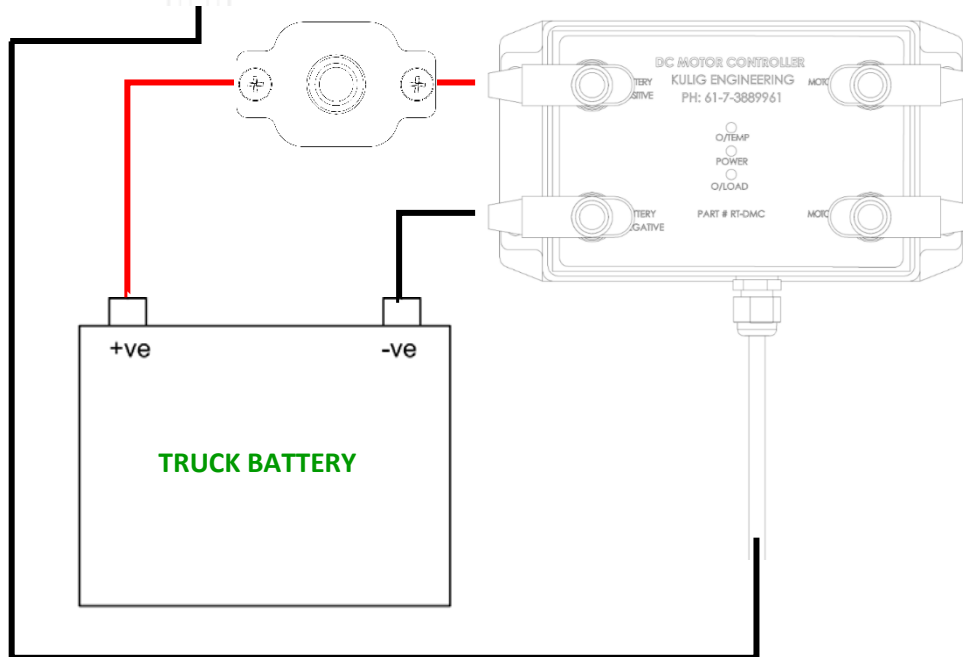 DC MOTOR CONTROLLER
KULIG ENGINEERING
PH: 61-7-3889961
O/TEMP
POWER
O/LOAD
PART # RT-DMC
+ve
-ve
TRUCK BATTERY